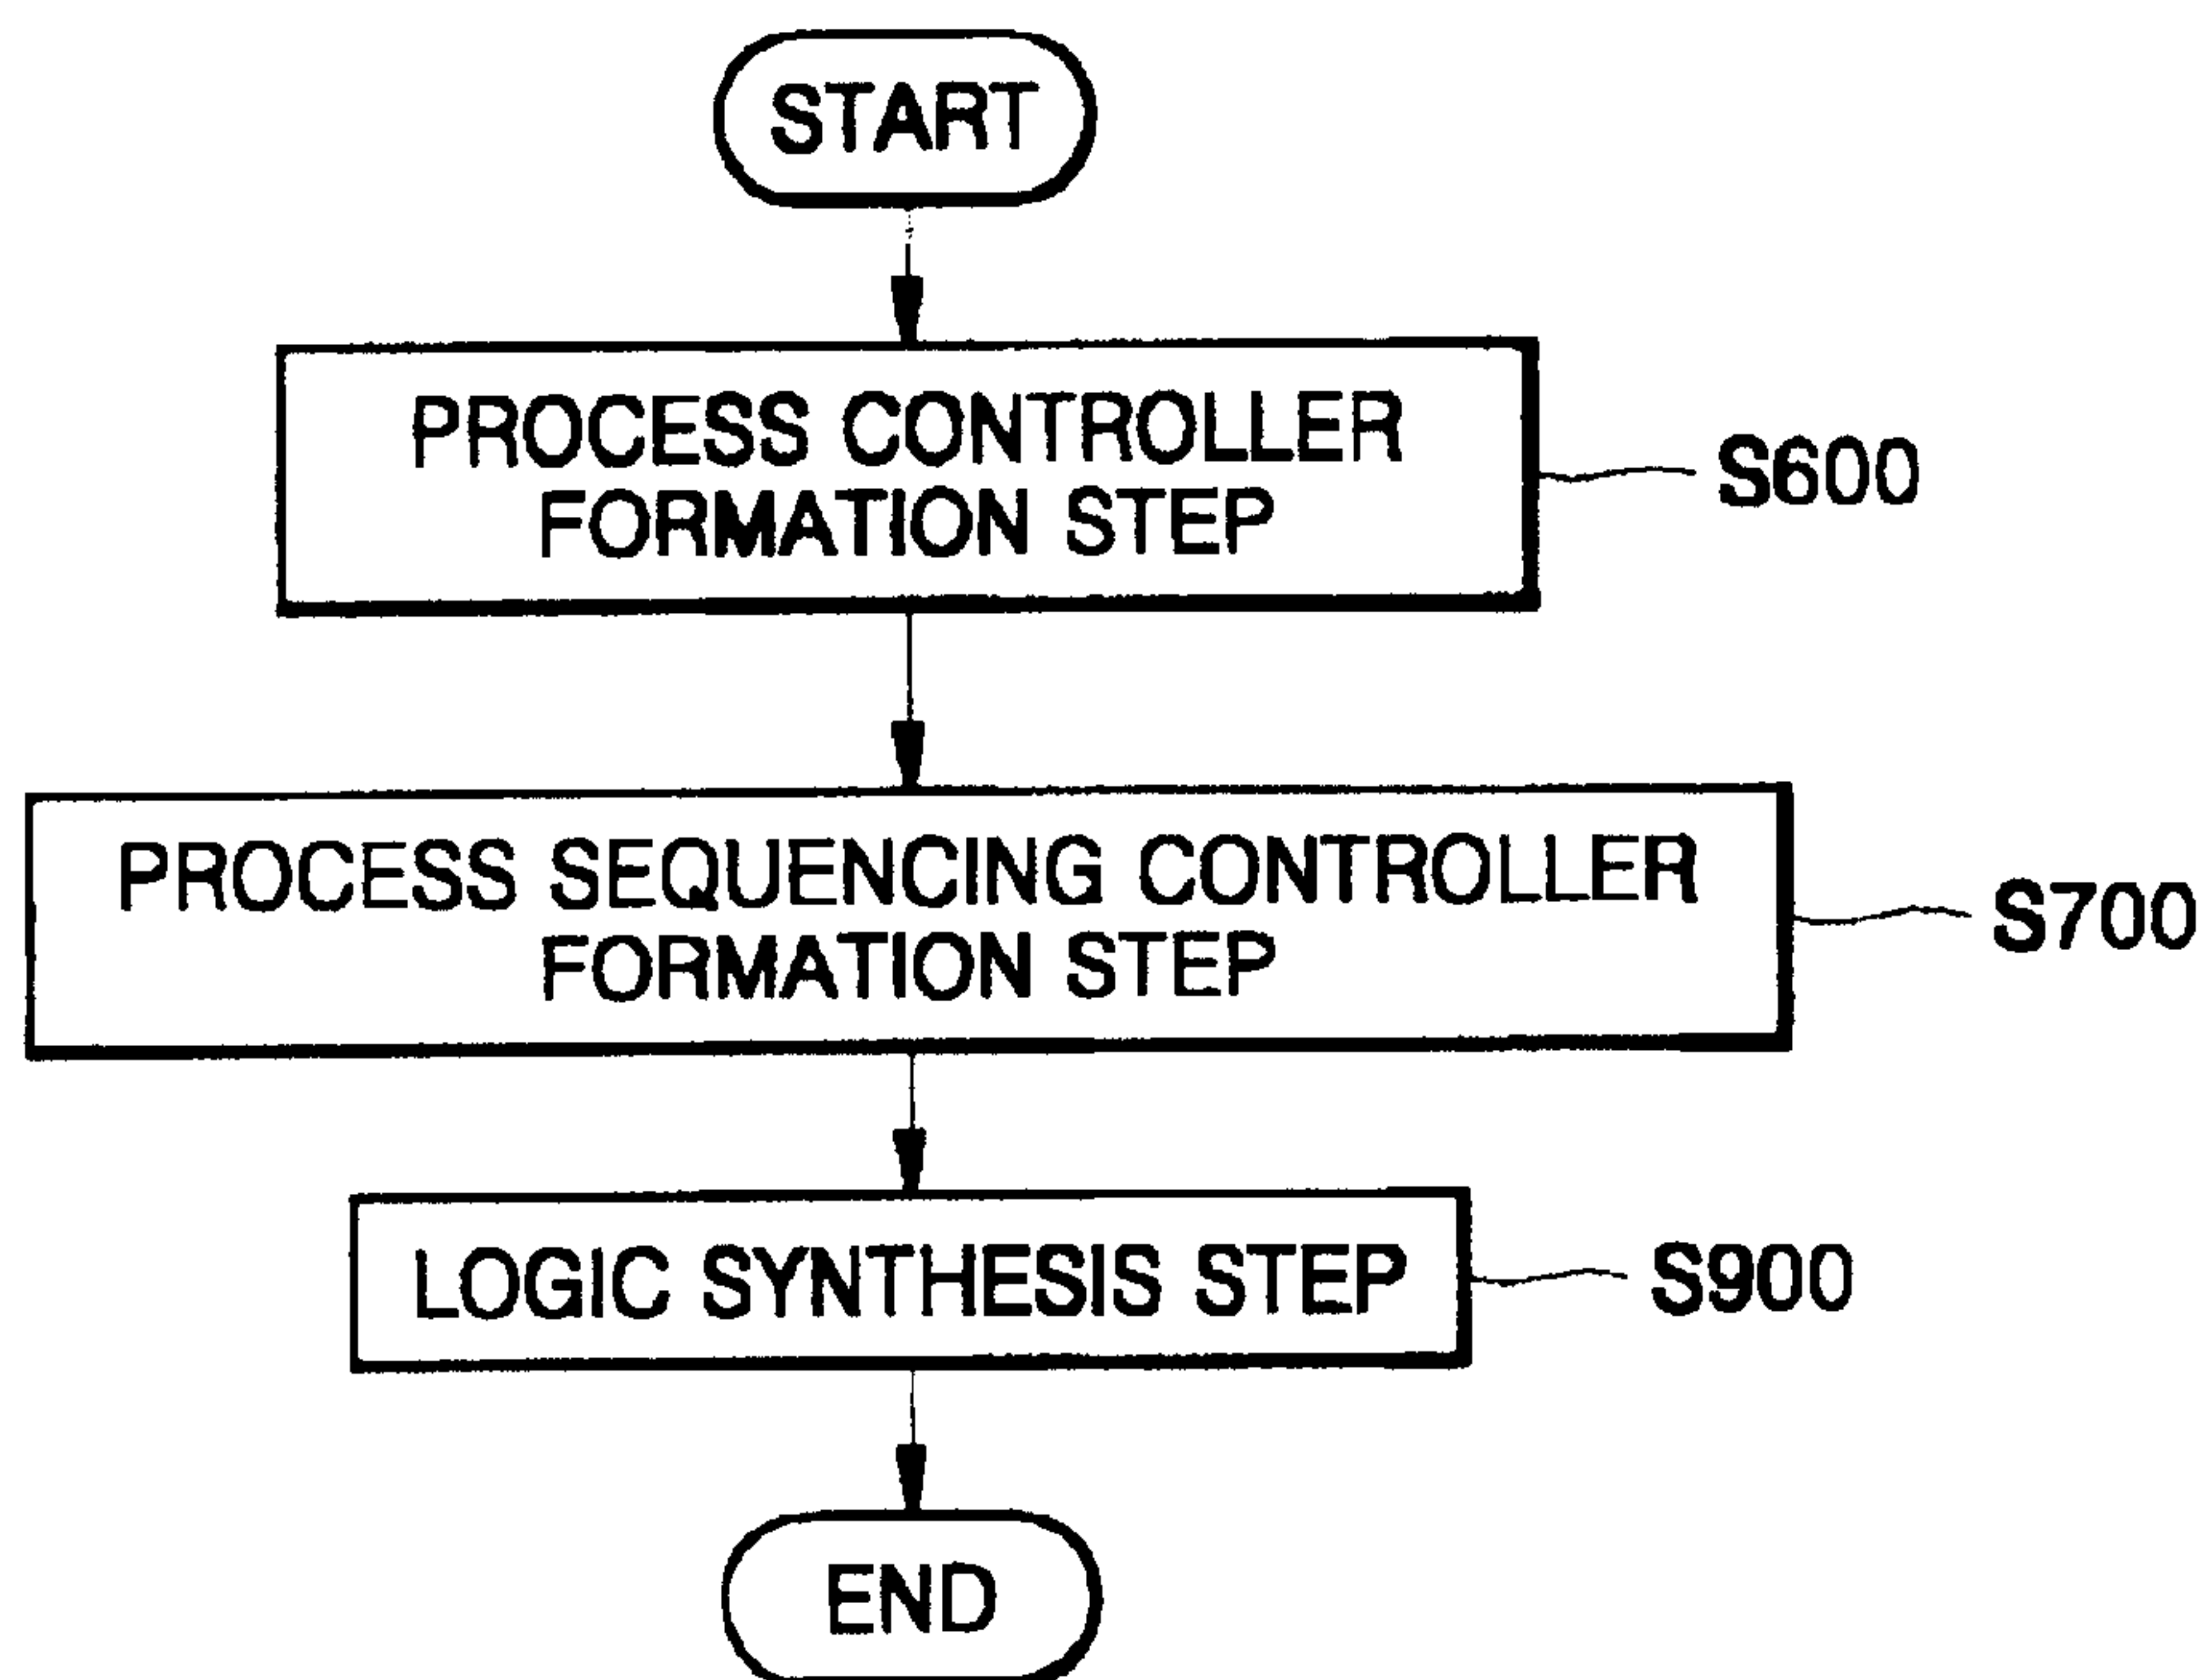 START
PROCESS CONTROLLER
FORMATION STEP
S600
PROCESS SEQUENCING CONTROLLER
FORMATION STEP
S700
LOGIC SYNTHESIS STEP
S900
END